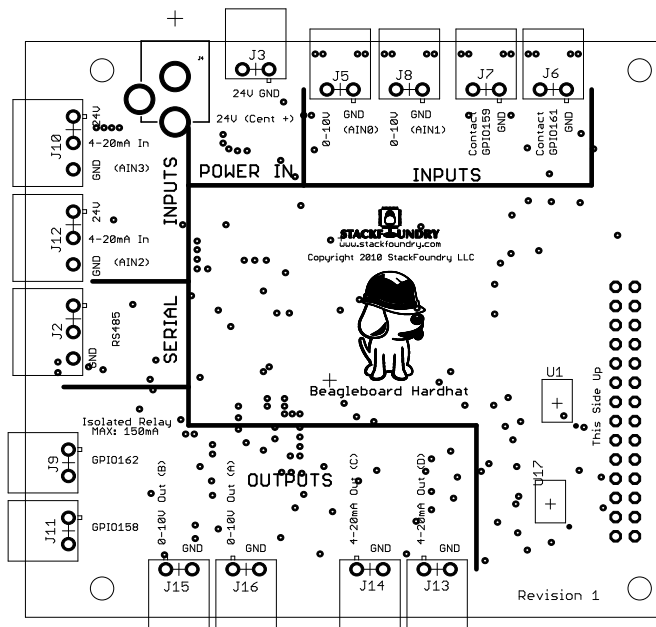 J4
J3
24V GND
24V (Cent +)
J5
0-10V
GND
(AIN0)
J8
0-10V
GND
(AIN1)
J7
Contact
GPIO159
GND
J6
Contact
GPIO161
GND
J10
24V
4-20mA In
GND
(AIN3)
INPUTS
POWER IN
INPUTS
J12
24V
4-20mA In
GND
(AIN2)
STACKFOUNDRY
www.stackfoundry.com
Copyright 2010 StackFoundry LLC
J2
RS485
GND
SERIAL
Beagleboard Hardhat
U1
This Side Up
Isolated Relay
MAX: 150mA
J9
GPIO162
J11
GPIO158
OUTPUTS
0-10V Out (B)
GND
J15
0-10V Out (A)
GND
J16
4-20mA Out (C)
GND
J14
4-20mA Out (D)
GND
J13
U17
Revision 1